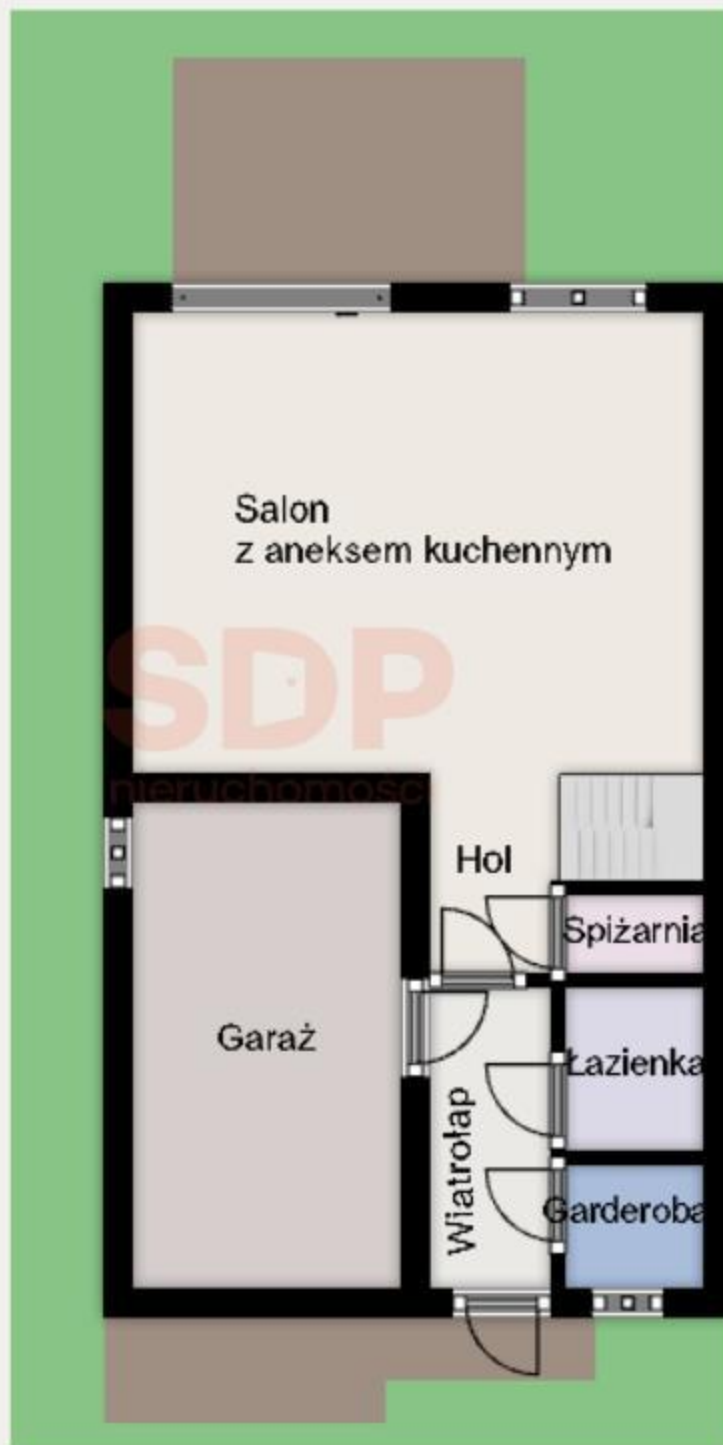 Salon
z aneksem kuchennym
SDP
nieruchomości
Hol
Spiżarnia
Garaż
Łazienka
Wiatrołap
Garderoba